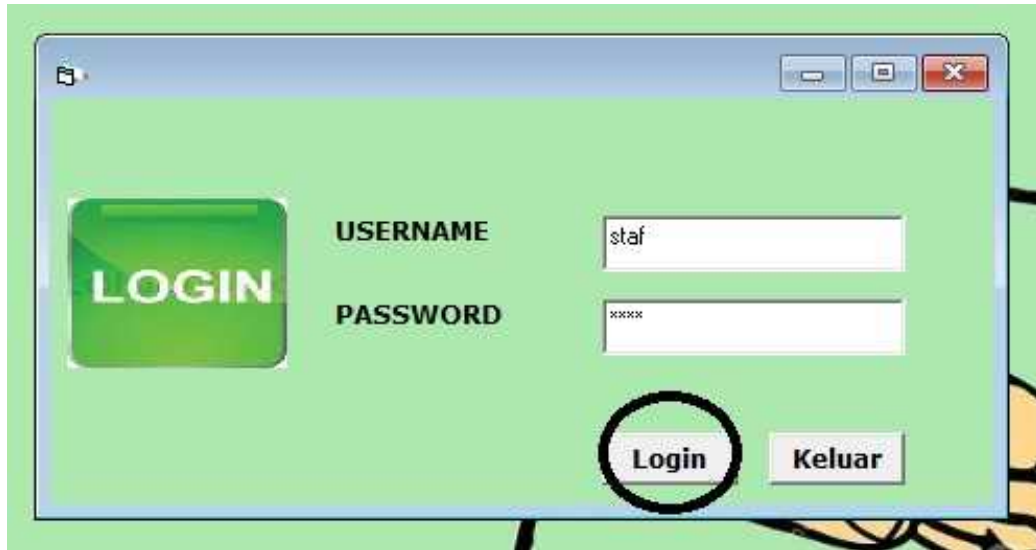 LOGIN
USERNAME
staf
PASSWORD
××××
Login
Keluar